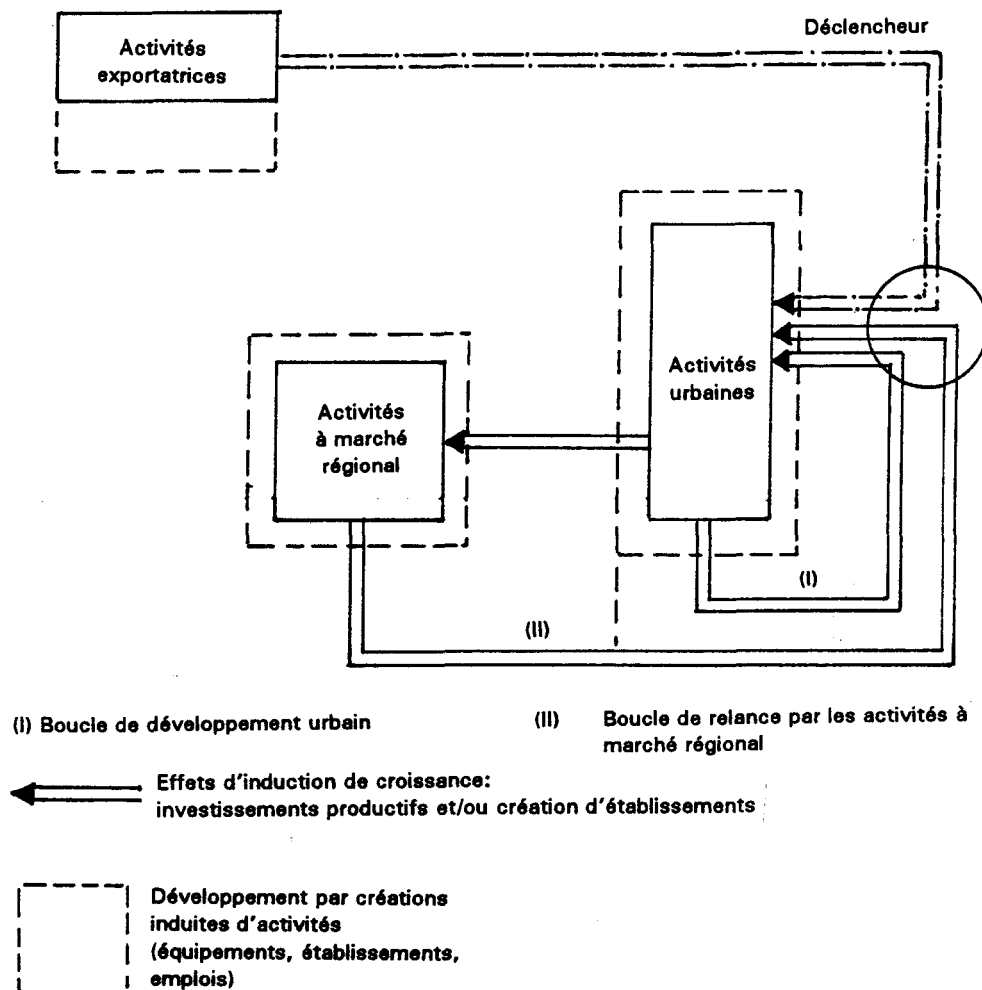 Déclencheur
Activités
exportatrices
Activités
urbaines
Activités
à marché
régional
(I)
(II)
(I) Boucle de développement urbain
(II) Boucle de relance par les activités à
marché régional
Effets d'induction de croissance:
investissements productifs et/ou création d'établissements
Développement par créations
induites d'activités
(équipements, établissements,
emplois)